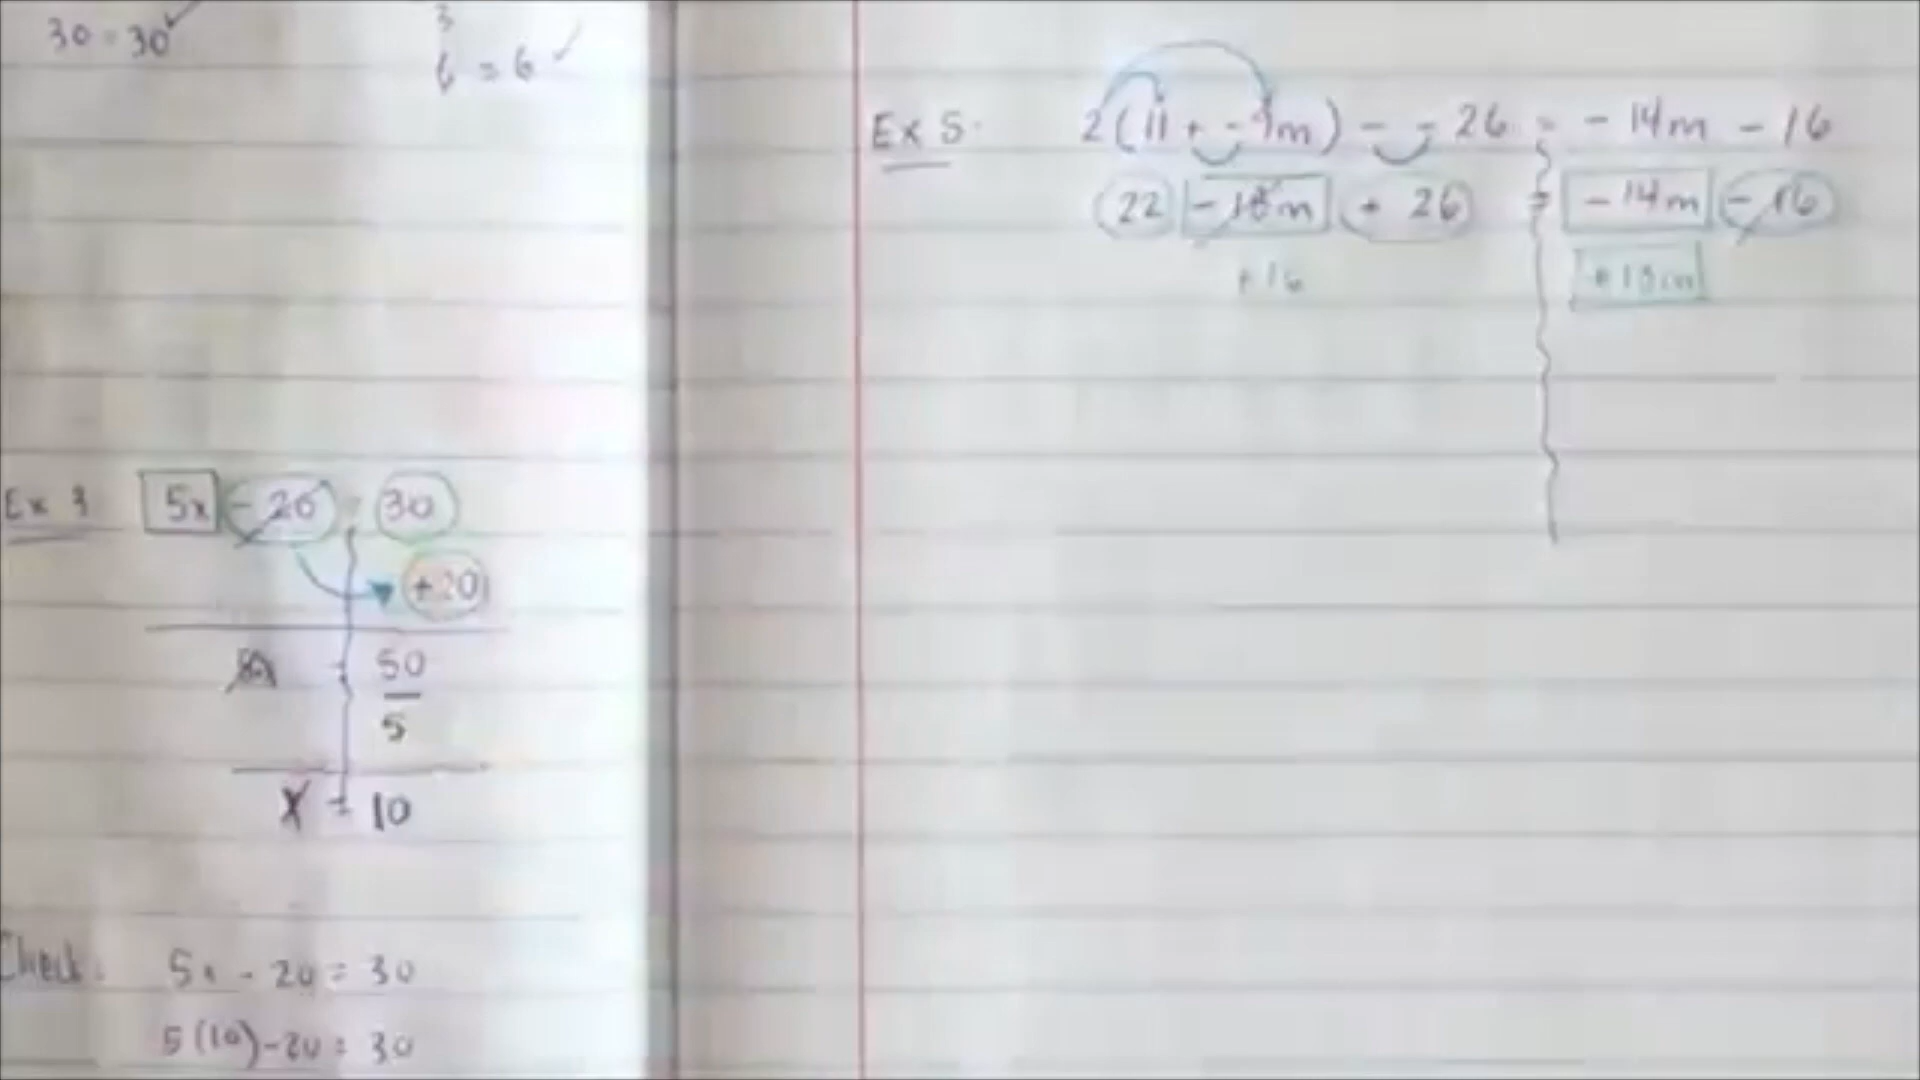 30 = 30 ✓
3
6 = 6 ✓
Ex 3 5x - 20 = 30
+20
= 50
5
x = 10
Check: 5x - 20 = 30
5(10) - 20 = 30
Ex 5. 2(11 + - 9m) - - 26 = - 14m - 16
22 - 18m + 26 = - 14m - 16
+16 +18m